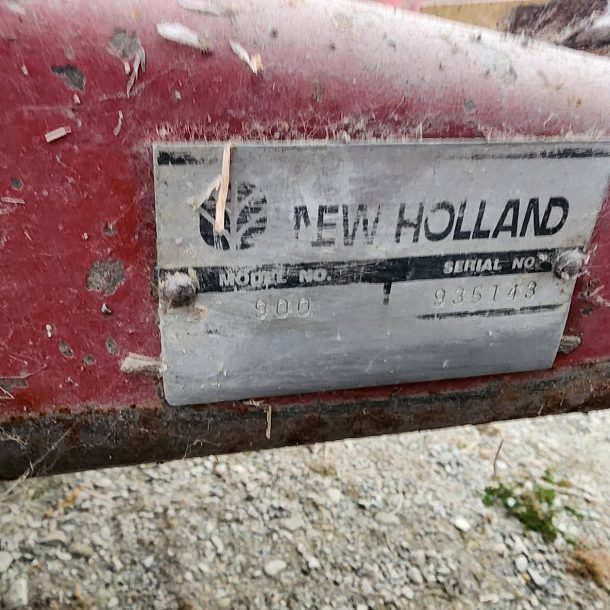 NEW HOLLAND
MODEL NO. SERIAL NO.
900 935143